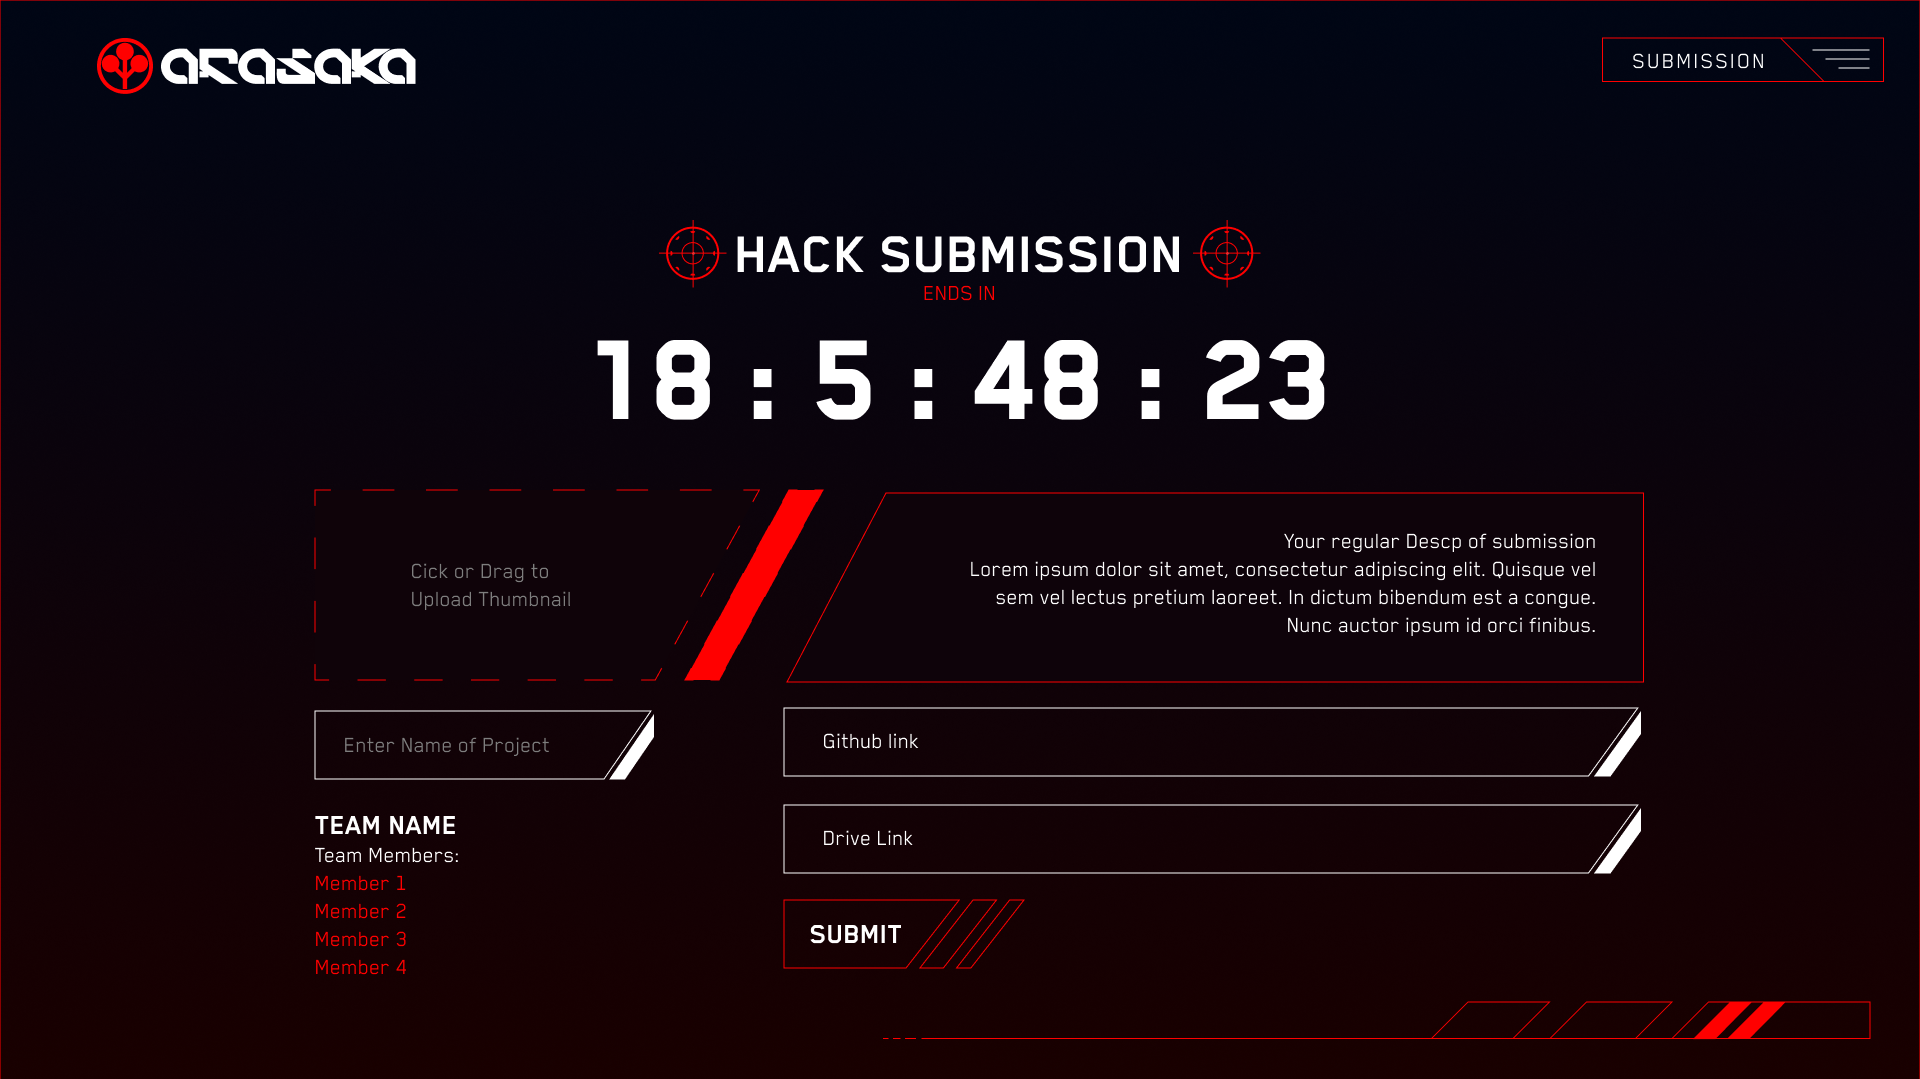 arasaka
SUBMISSION
HACK SUBMISSION
ENDS IN
18 : 5 : 48 : 23
Cick or Drag to
Upload Thumbnail
Your regular Descp of submission
Lorem ipsum dolor sit amet, consectetur adipiscing elit. Quisque vel
sem vel lectus pretium laoreet. In dictum bibendum est a congue.
Nunc auctor ipsum id orci finibus.
Enter Name of Project
Github link
TEAM NAME
Team Members:
Member 1
Member 2
Member 3
Member 4
Drive Link
SUBMIT